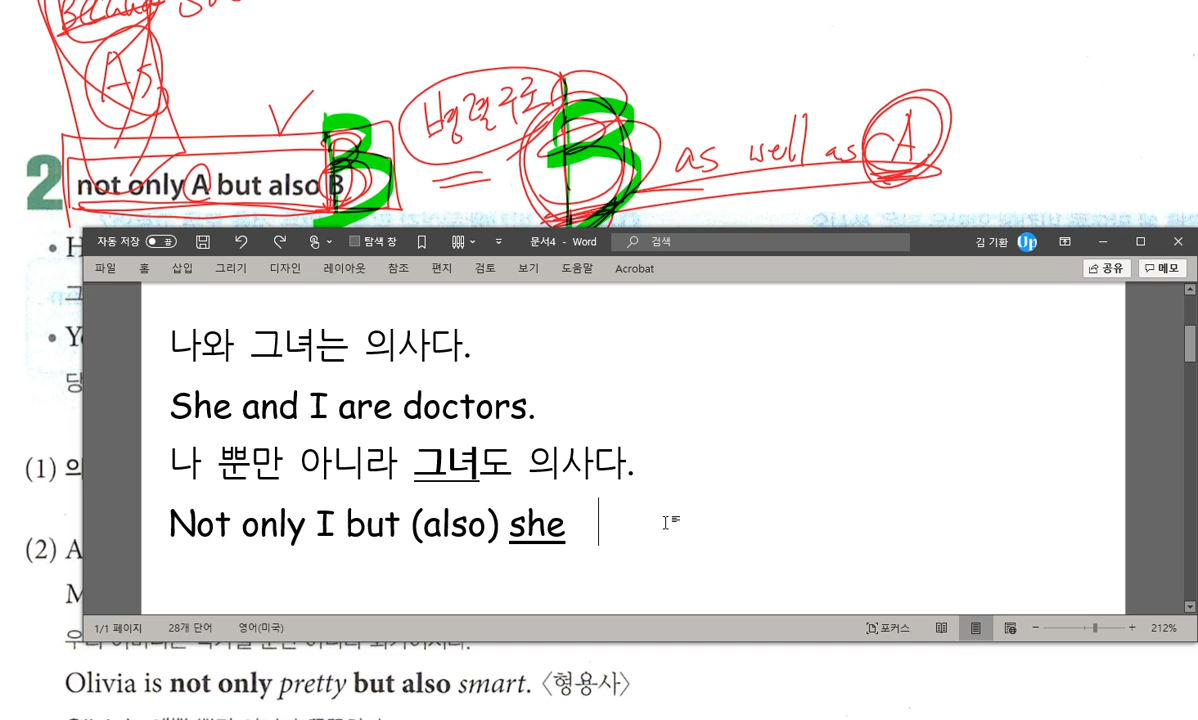 As
병렬구조
B
B as well as A
2 not only A but also B
자동 저장 끔 탐색 창 문서4 - Word 검색 김 기환 Up
파일 홈 삽입 그리기 디자인 레이아웃 참조 편지 검토 보기 도움말 Acrobat 공유 메모
• H
나와 그녀는 의사다.
그
• Y
She and I are doctors.
당
나 뿐만 아니라 그녀도 의사다.
(1) 의
Not only I but (also) she
(2) A
M
1/1 페이지 28개 단어 영어(미국) 포커스 212%
Olivia is not only pretty but also smart. 〈형용사〉